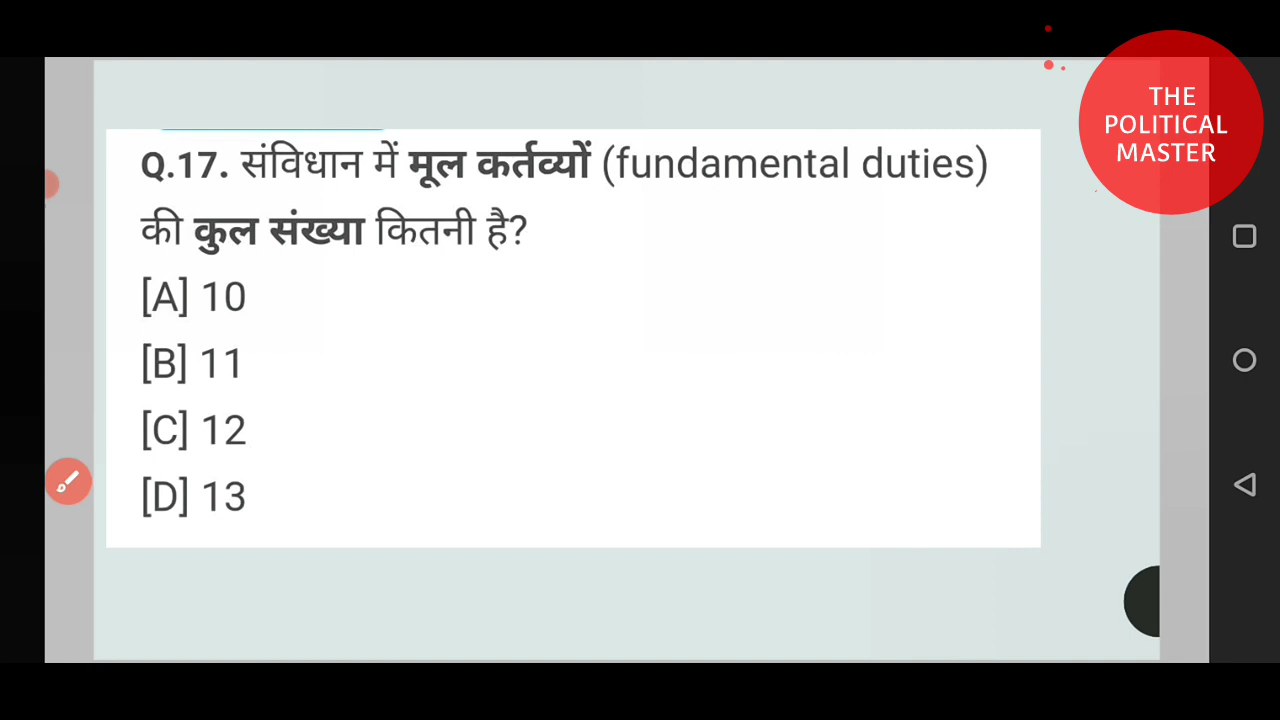 THE
POLITICAL
MASTER
Q.17. संविधान में मूल कर्तव्यों (fundamental duties)
की कुल संख्या कितनी है?
[A] 10
[B] 11
[C] 12
[D] 13